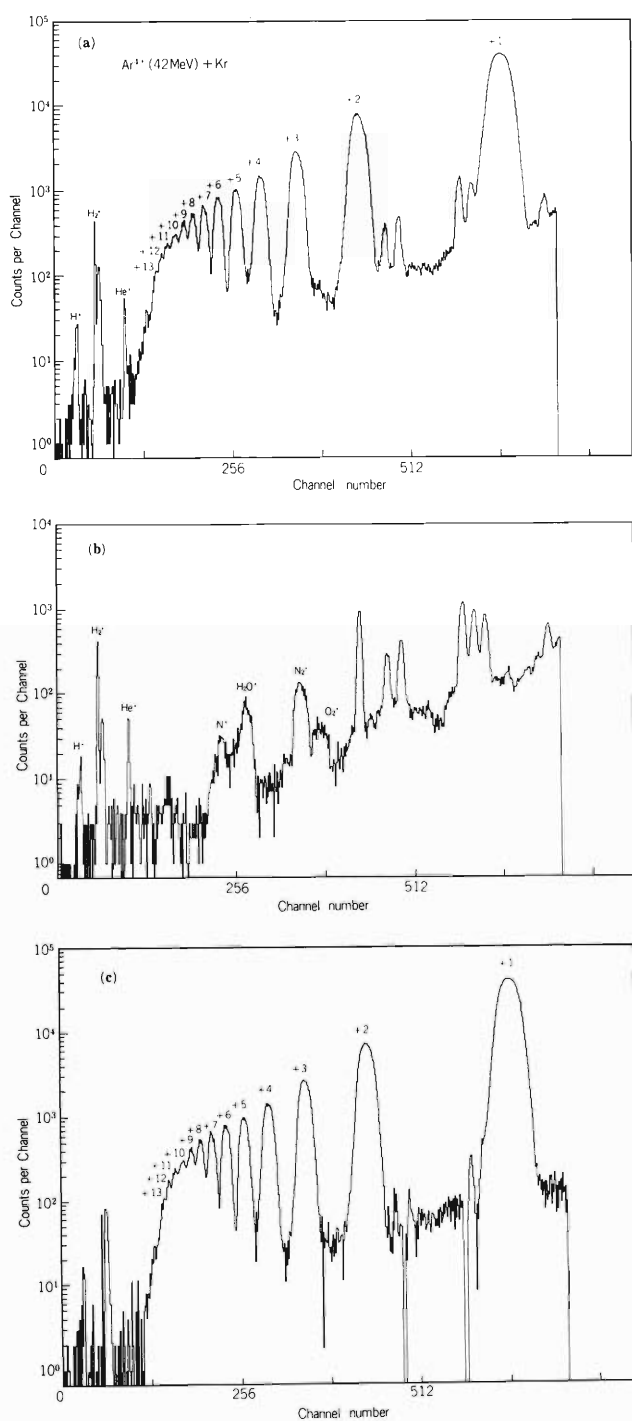 (a)
Ar¹⁺ (42MeV) + Kr
10⁵
10⁴
10³
10²
10¹
10⁰
Counts per Channel
H⁺
H₂⁺
He⁺
+13
+12
+11
+10
+9
+8
+7
+6
+5
+4
+3
+2
+1
0
256
512
Channel number
(b)
10⁴
10³
10²
10¹
10⁰
Counts per Channel
H⁺
H₂⁺
He⁺
N⁺
H₂O⁺
N₂⁺
O₂⁺
0
256
512
Channel number
(c)
10⁵
10⁴
10³
10²
10¹
10⁰
Counts per Channel
+13
+12
+11
+10
+9
+8
+7
+6
+5
+4
+3
+2
+1
0
256
512
Channel number